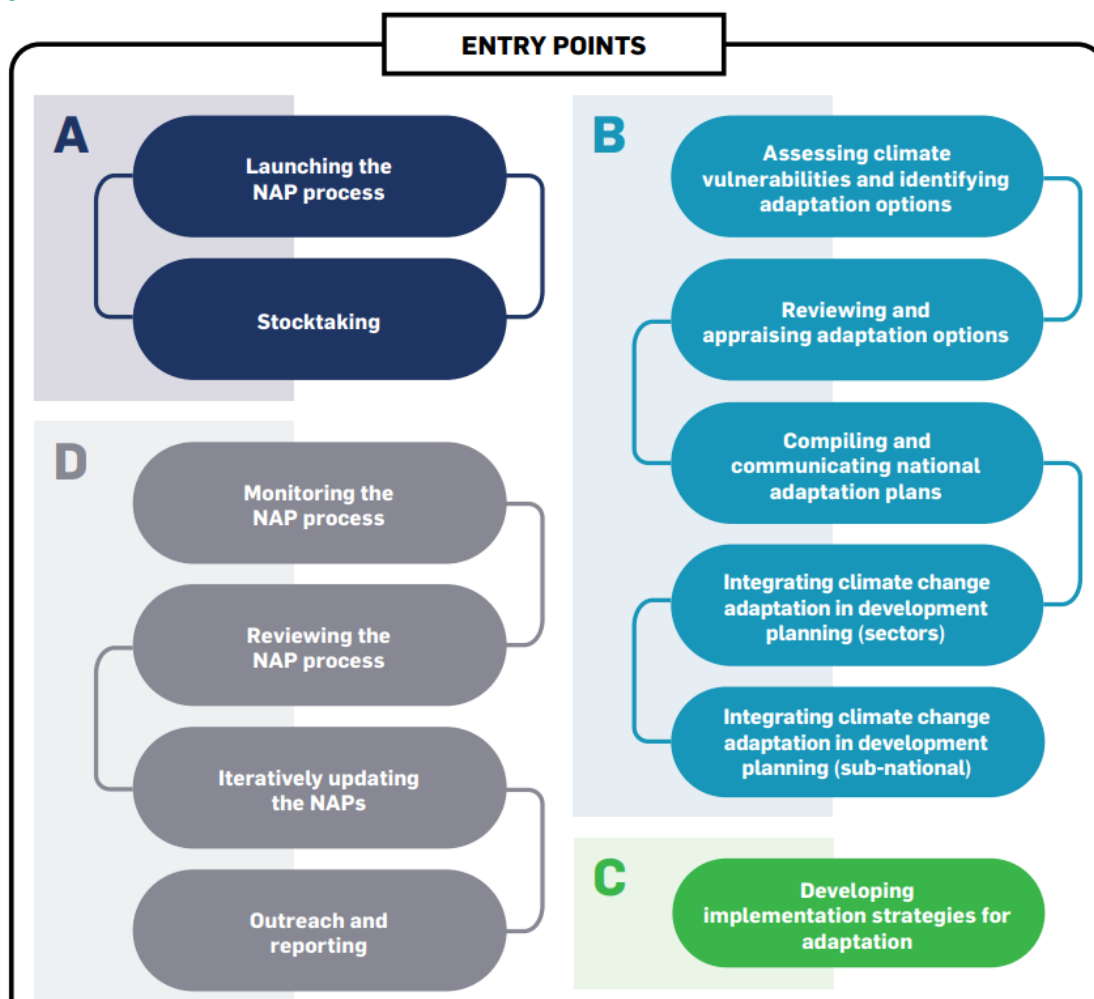 ENTRY POINTS
A
Launching the
NAP process
Stocktaking
B
Assessing climate
vulnerabilities and identifying
adaptation options
Reviewing and
appraising adaptation options
Compiling and
communicating national
adaptation plans
Integrating climate change
adaptation in development
planning (sectors)
Integrating climate change
adaptation in development
planning (sub-national)
C
Developing
implementation strategies for
adaptation
D
Monitoring the
NAP process
Reviewing the
NAP process
Iteratively updating
the NAPs
Outreach and
reporting